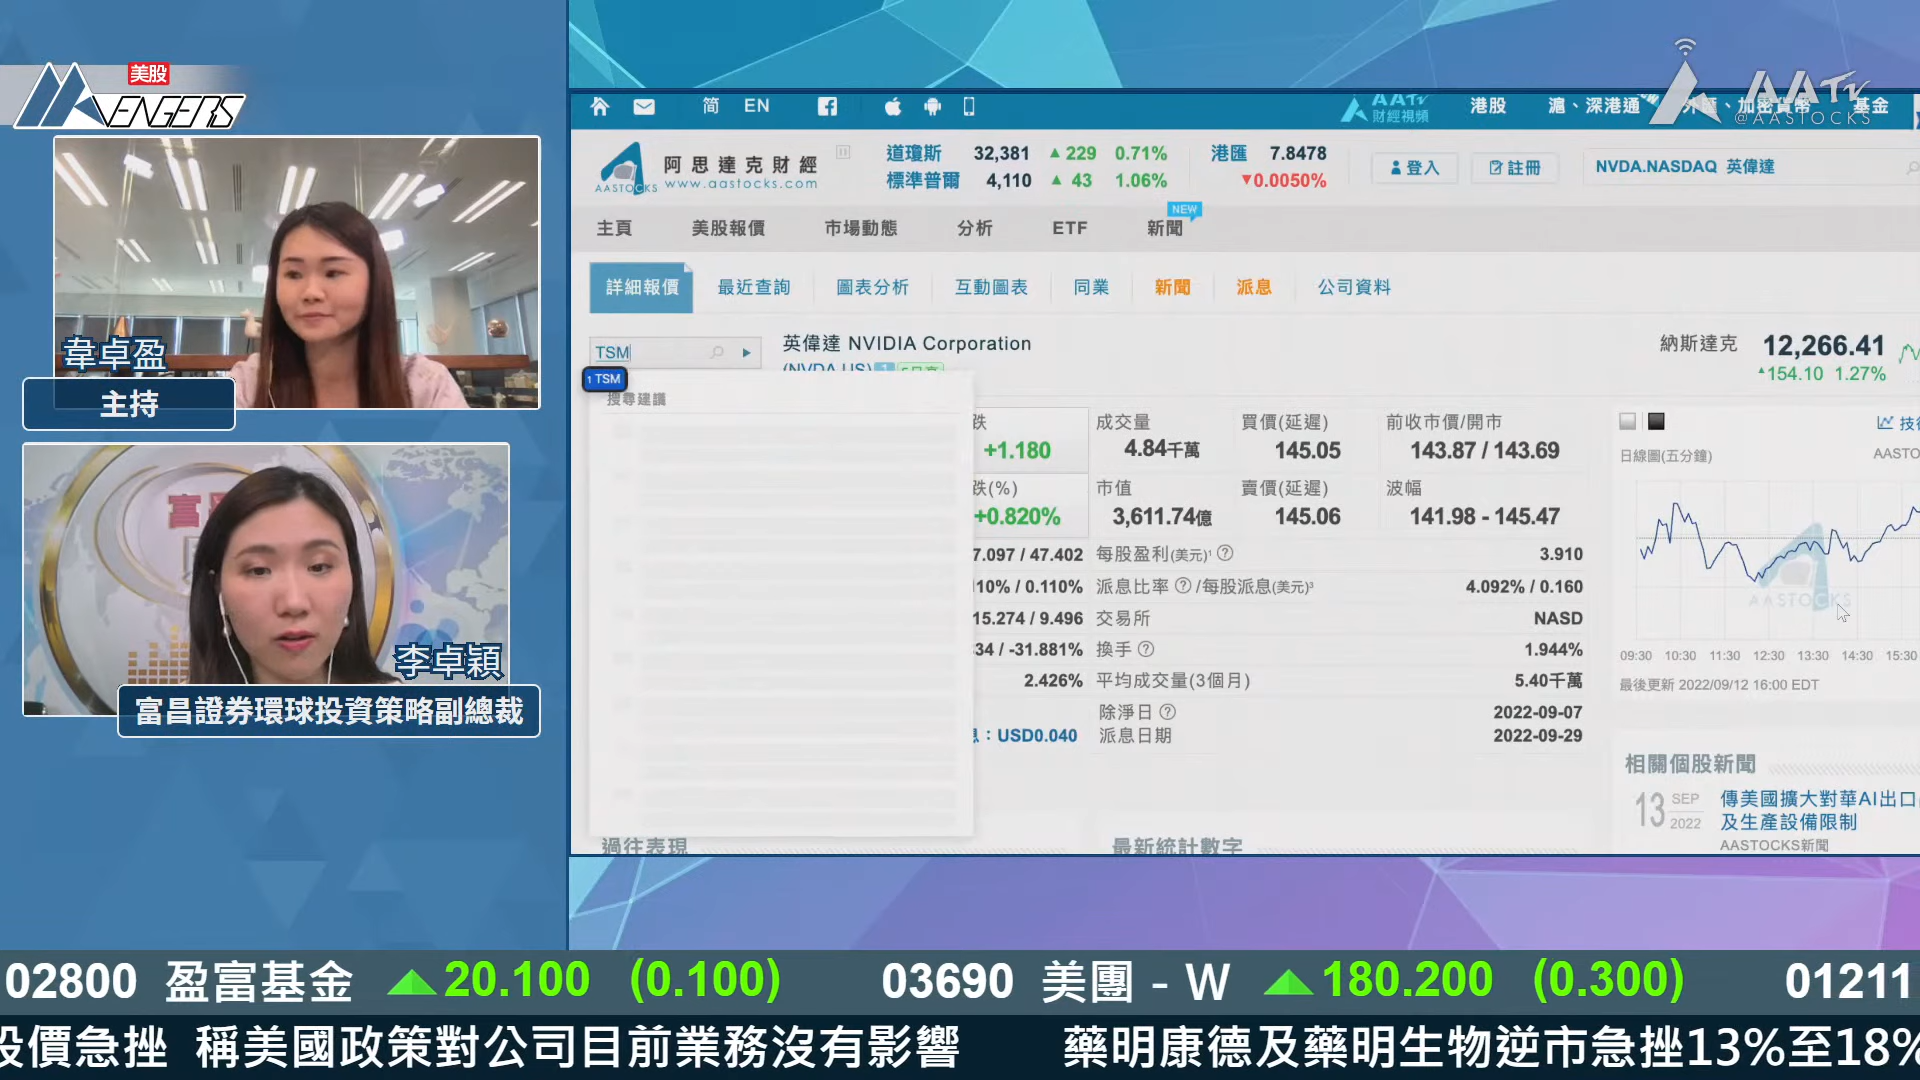 美股
AVENGERS
韋卓盈
主持
李卓穎
富昌證券環球投資策略副總裁
簡 EN
AATV 財經視頻
港股 滬、深港通 外匯、加密貨幣 基金
AATV
@AASTOCKS
AASTOCKS
阿思達克財經
www.aastocks.com
道瓊斯 32,381 ▲229 0.71%
標準普爾 4,110 ▲ 43 1.06%
港匯 7.8478
▼0.0050%
登入 註冊
NVDA.NASDAQ 英偉達
主頁 美股報價 市場動態 分析 ETF 新聞 NEW
詳細報價 最近查詢 圖表分析 互動圖表 同業 新聞 派息 公司資料
TSM
1 TSM
搜尋建議
英偉達 NVIDIA Corporation
(NVDA.US)
納斯達克 12,266.41
▲154.10 1.27%
跌 +1.180
成交量 4.84千萬
買價(延遲) 145.05
前收市價/開市 143.87 / 143.69
跌(%) +0.820%
市值 3,611.74億
賣價(延遲) 145.06
波幅 141.98 - 145.47
7.097 / 47.402 每股盈利(美元)¹ 3.910
10% / 0.110% 派息比率 /每股派息(美元)³ 4.092% / 0.160
15.274 / 9.496 交易所 NASD
34 / -31.881% 換手 1.944%
2.426% 平均成交量(3個月) 5.40千萬
除淨日 2022-09-07
：USD0.040 派息日期 2022-09-29
日線圖(五分鐘) AASTO
AASTOCKS
09:30 10:30 11:30 12:30 13:30 14:30 15:30
最後更新 2022/09/12 16:00 EDT
相關個股新聞
13 SEP 2022
傳美國擴大對華AI出口
及生產設備限制
AASTOCKS新聞
過往表現
最新統計數字
02800 盈富基金 ▲20.100 (0.100) 03690 美團－W ▲180.200 (0.300) 01211
股價急挫 稱美國政策對公司目前業務沒有影響 藥明康德及藥明生物逆市急挫13%至18%